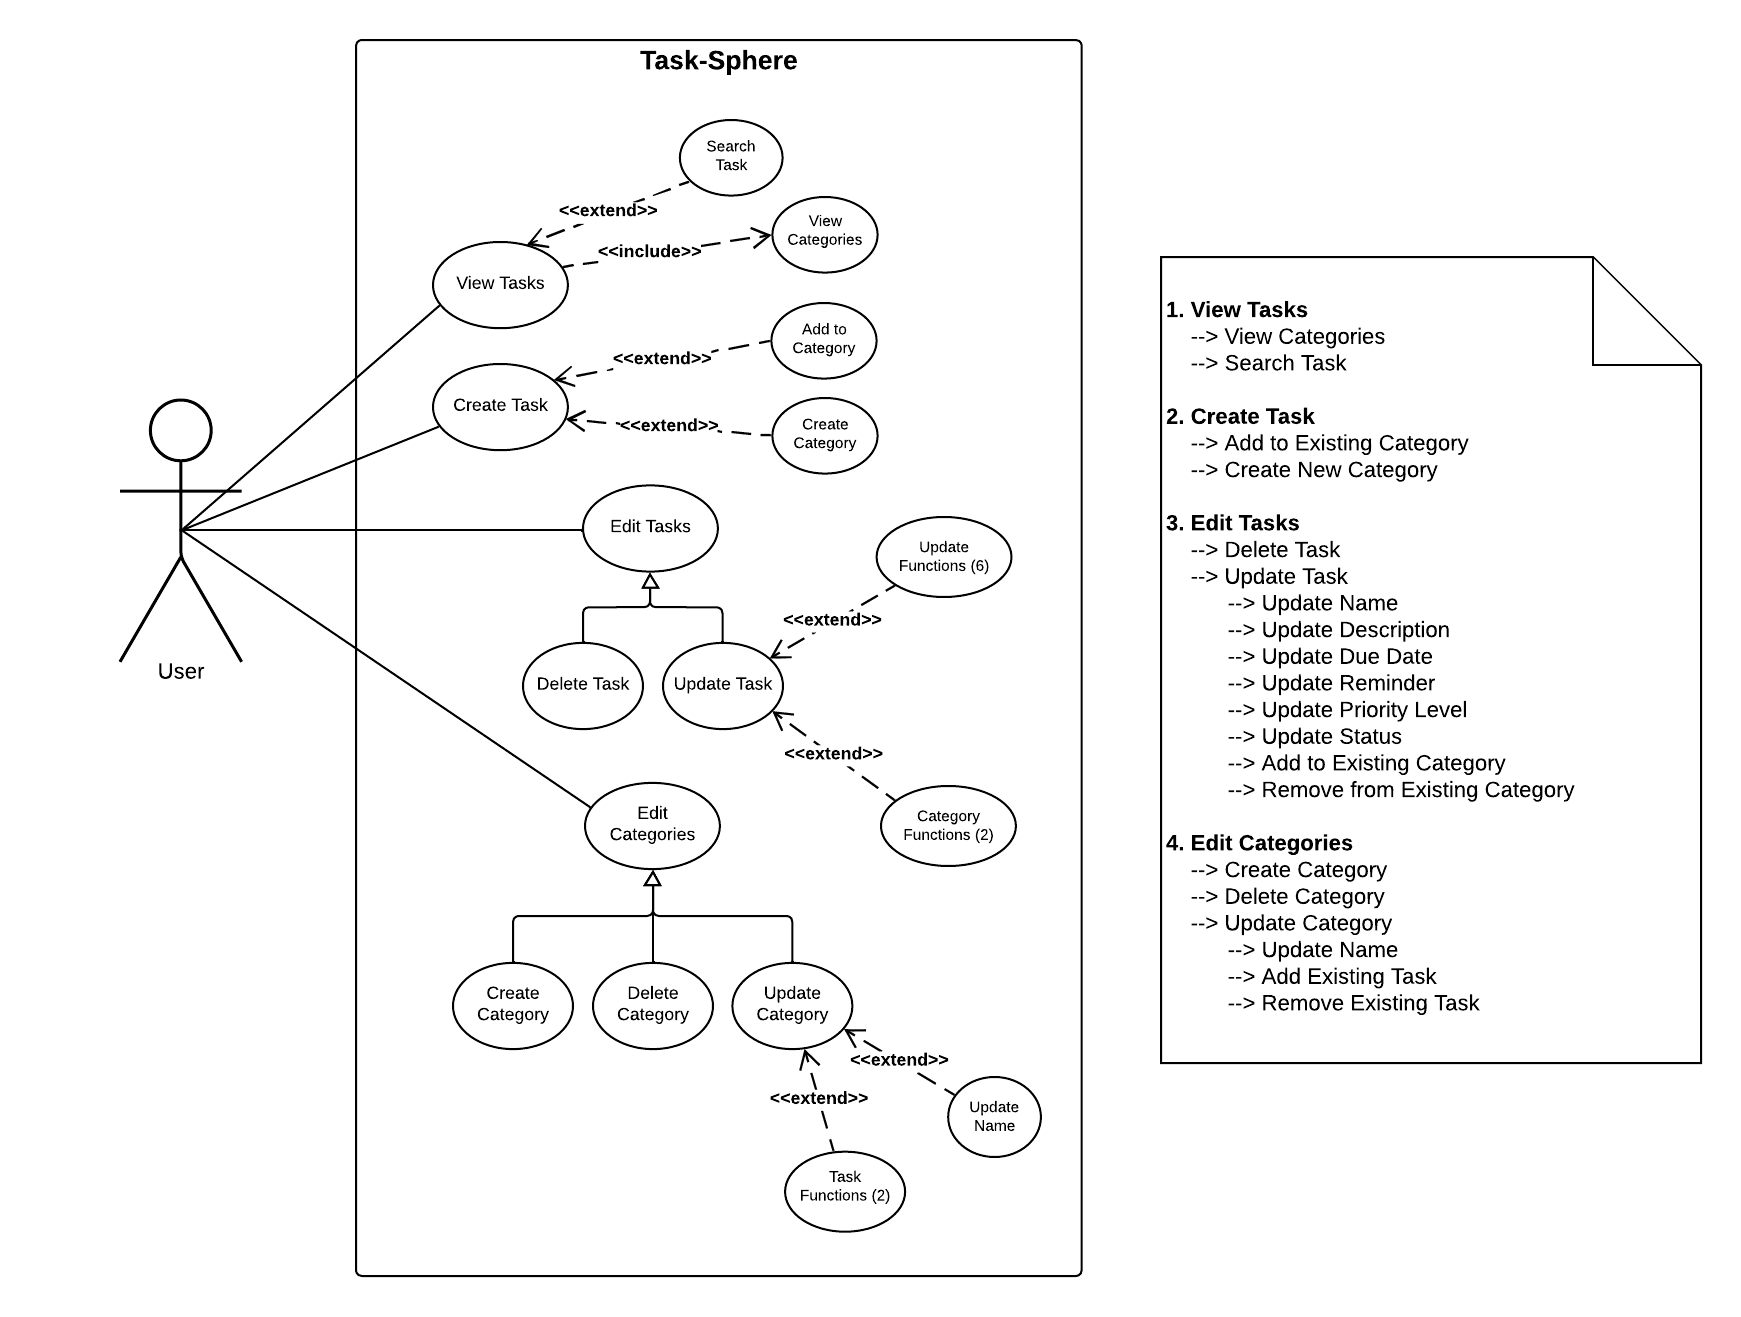 Task-Sphere
Search
Task
<<extend>>
View
Categories
<<include>>
View Tasks
Add to
Category
<<extend>>
Create Task
<<extend>>
Create
Category
Edit Tasks
Update
Functions (6)
<<extend>>
Delete Task
Update Task
<<extend>>
Category
Functions (2)
Edit
Categories
Create
Category
Delete
Category
Update
Category
<<extend>>
<<extend>>
Update
Name
Task
Functions (2)
User
1. View Tasks
--> View Categories
--> Search Task
2. Create Task
--> Add to Existing Category
--> Create New Category
3. Edit Tasks
--> Delete Task
--> Update Task
--> Update Name
--> Update Description
--> Update Due Date
--> Update Reminder
--> Update Priority Level
--> Update Status
--> Add to Existing Category
--> Remove from Existing Category
4. Edit Categories
--> Create Category
--> Delete Category
--> Update Category
--> Update Name
--> Add Existing Task
--> Remove Existing Task